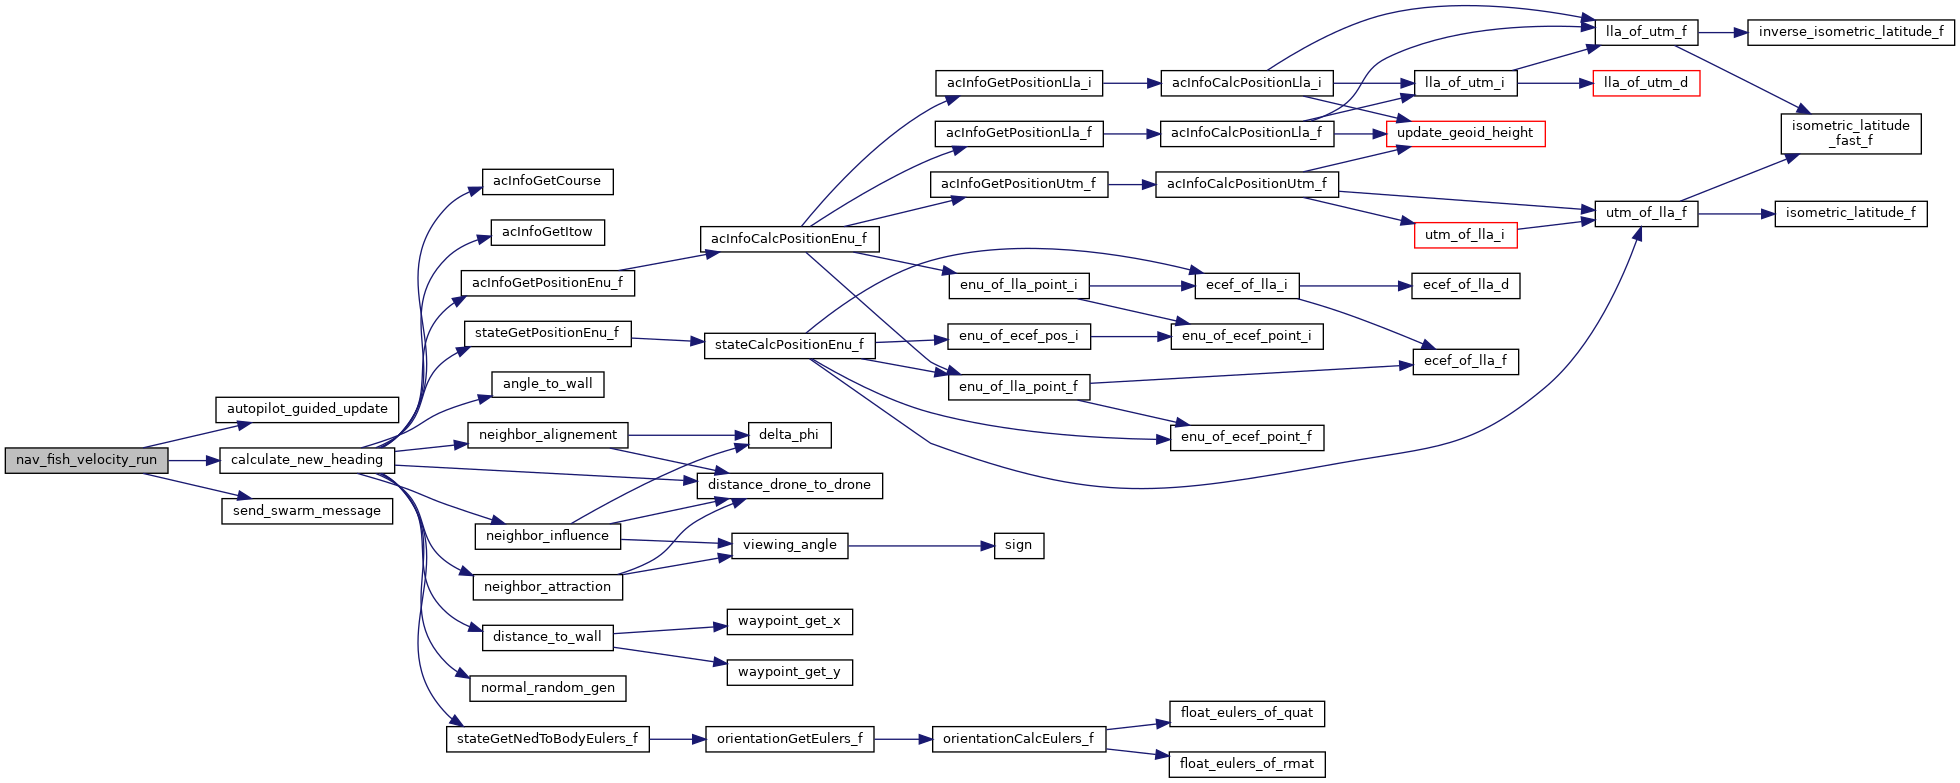 nav_fish_velocity_run
autopilot_guided_update
calculate_new_heading
send_swarm_message
acInfoGetCourse
acInfoGetItow
acInfoGetPositionEnu_f
stateGetPositionEnu_f
angle_to_wall
neighbor_alignement
neighbor_influence
neighbor_attraction
distance_to_wall
normal_random_gen
stateGetNedToBodyEulers_f
acInfoCalcPositionEnu_f
stateCalcPositionEnu_f
delta_phi
distance_drone_to_drone
viewing_angle
waypoint_get_x
waypoint_get_y
orientationGetEulers_f
acInfoGetPositionLla_i
acInfoGetPositionLla_f
acInfoGetPositionUtm_f
enu_of_lla_point_i
enu_of_ecef_pos_i
enu_of_lla_point_f
sign
orientationCalcEulers_f
acInfoCalcPositionLla_i
acInfoCalcPositionLla_f
acInfoCalcPositionUtm_f
ecef_of_lla_i
enu_of_ecef_point_i
enu_of_ecef_point_f
float_eulers_of_quat
float_eulers_of_rmat
lla_of_utm_i
update_geoid_height
utm_of_lla_i
ecef_of_lla_d
ecef_of_lla_f
lla_of_utm_f
lla_of_utm_d
utm_of_lla_f
inverse_isometric_latitude_f
isometric_latitude
_fast_f
isometric_latitude_f